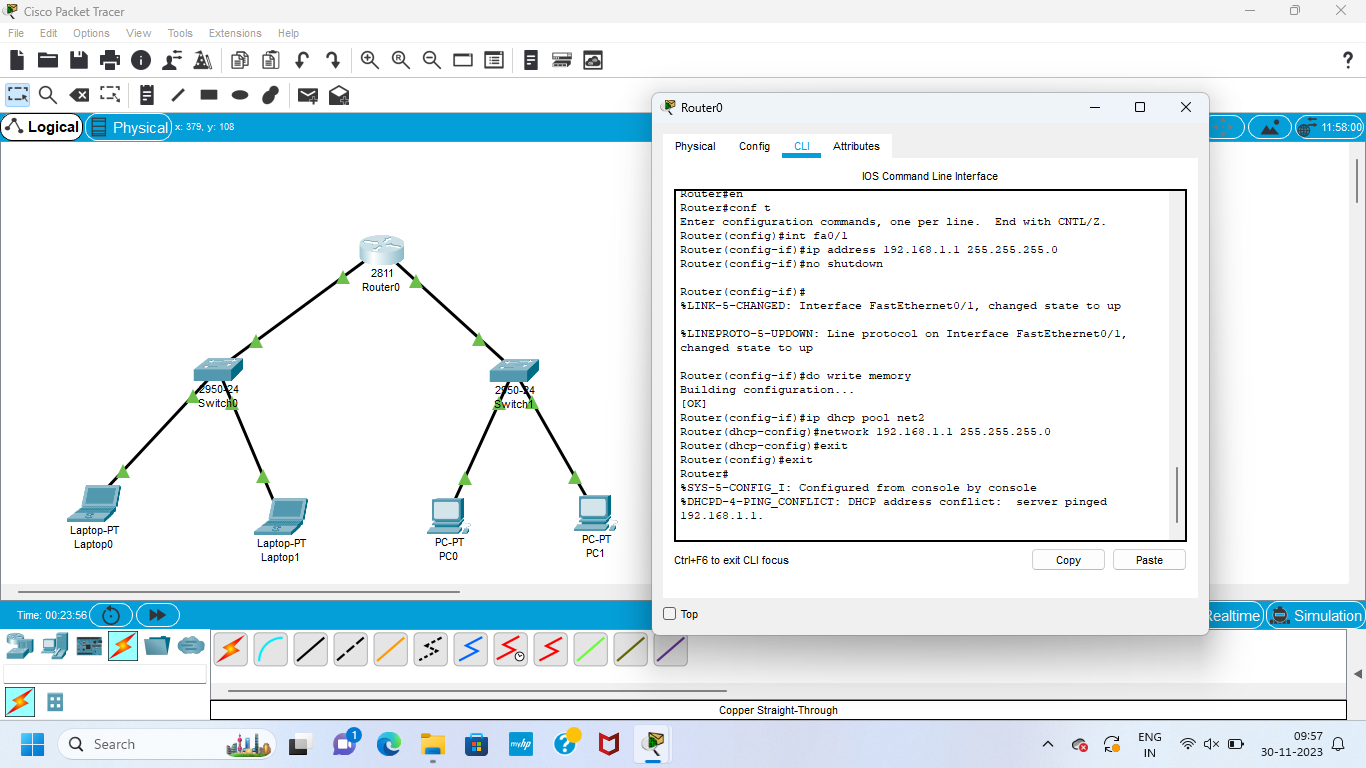 Cisco Packet Tracer
File Edit Options View Tools Extensions Help
Logical Physical x: 379, y: 108
11:58:00
2811
Router0
2950-24
Switch0
2950-24
Switch1
Laptop-PT
Laptop0
Laptop-PT
Laptop1
PC-PT
PC0
PC-PT
PC1
Router0
Physical Config CLI Attributes
IOS Command Line Interface
Router#en
Router#conf t
Enter configuration commands, one per line. End with CNTL/Z.
Router(config)#int fa0/1
Router(config-if)#ip address 192.168.1.1 255.255.255.0
Router(config-if)#no shutdown
Router(config-if)#
%LINK-5-CHANGED: Interface FastEthernet0/1, changed state to up
%LINEPROTO-5-UPDOWN: Line protocol on Interface FastEthernet0/1,
changed state to up
Router(config-if)#do write memory
Building configuration...
[OK]
Router(config-if)#ip dhcp pool net2
Router(dhcp-config)#network 192.168.1.1 255.255.255.0
Router(dhcp-config)#exit
Router(config)#exit
Router#
%SYS-5-CONFIG_I: Configured from console by console
%DHCPD-4-PING_CONFLICT: DHCP address conflict: server pinged
192.168.1.1.
Ctrl+F6 to exit CLI focus
Copy Paste
Top
Time: 00:23:56
Realtime Simulation
Copper Straight-Through
Search
1
myhp
ENG
IN
09:57
30-11-2023